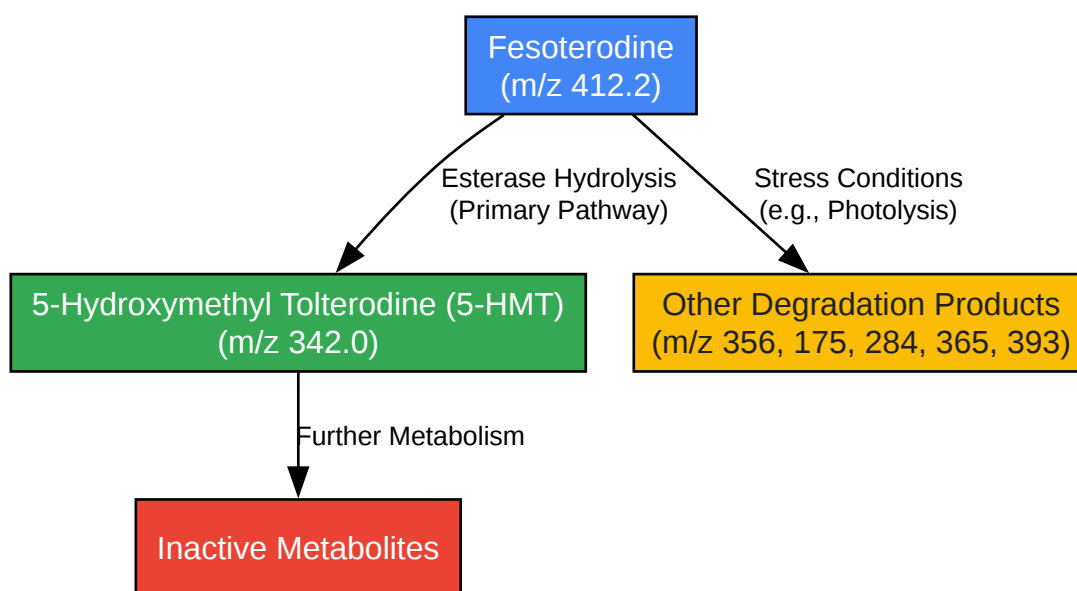 Fesoterodine
(m/z 412.2)
Esterase Hydrolysis
(Primary Pathway)
Stress Conditions
(e.g., Photolysis)
5-Hydroxymethyl Tolterodine (5-HMT)
(m/z 342.0)
Other Degradation Products
(m/z 356, 175, 284, 365, 393)
Further Metabolism
Inactive Metabolites